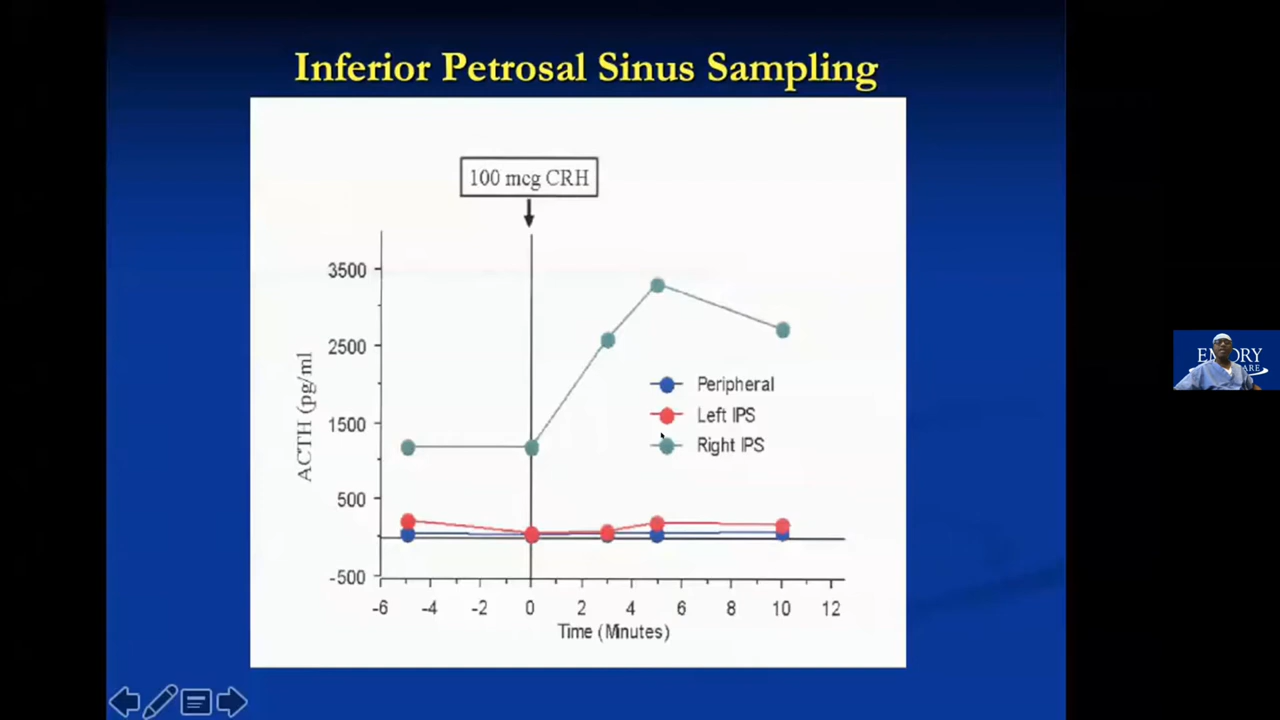 Inferior Petrosal Sinus Sampling
100 mcg CRH
3500
2500
1500
500
-500
ACTH (pg/ml
Peripheral
Left IPS
Right IPS
-6 -4 -2 0 2 4 6 8 10 12
Time (Minutes)